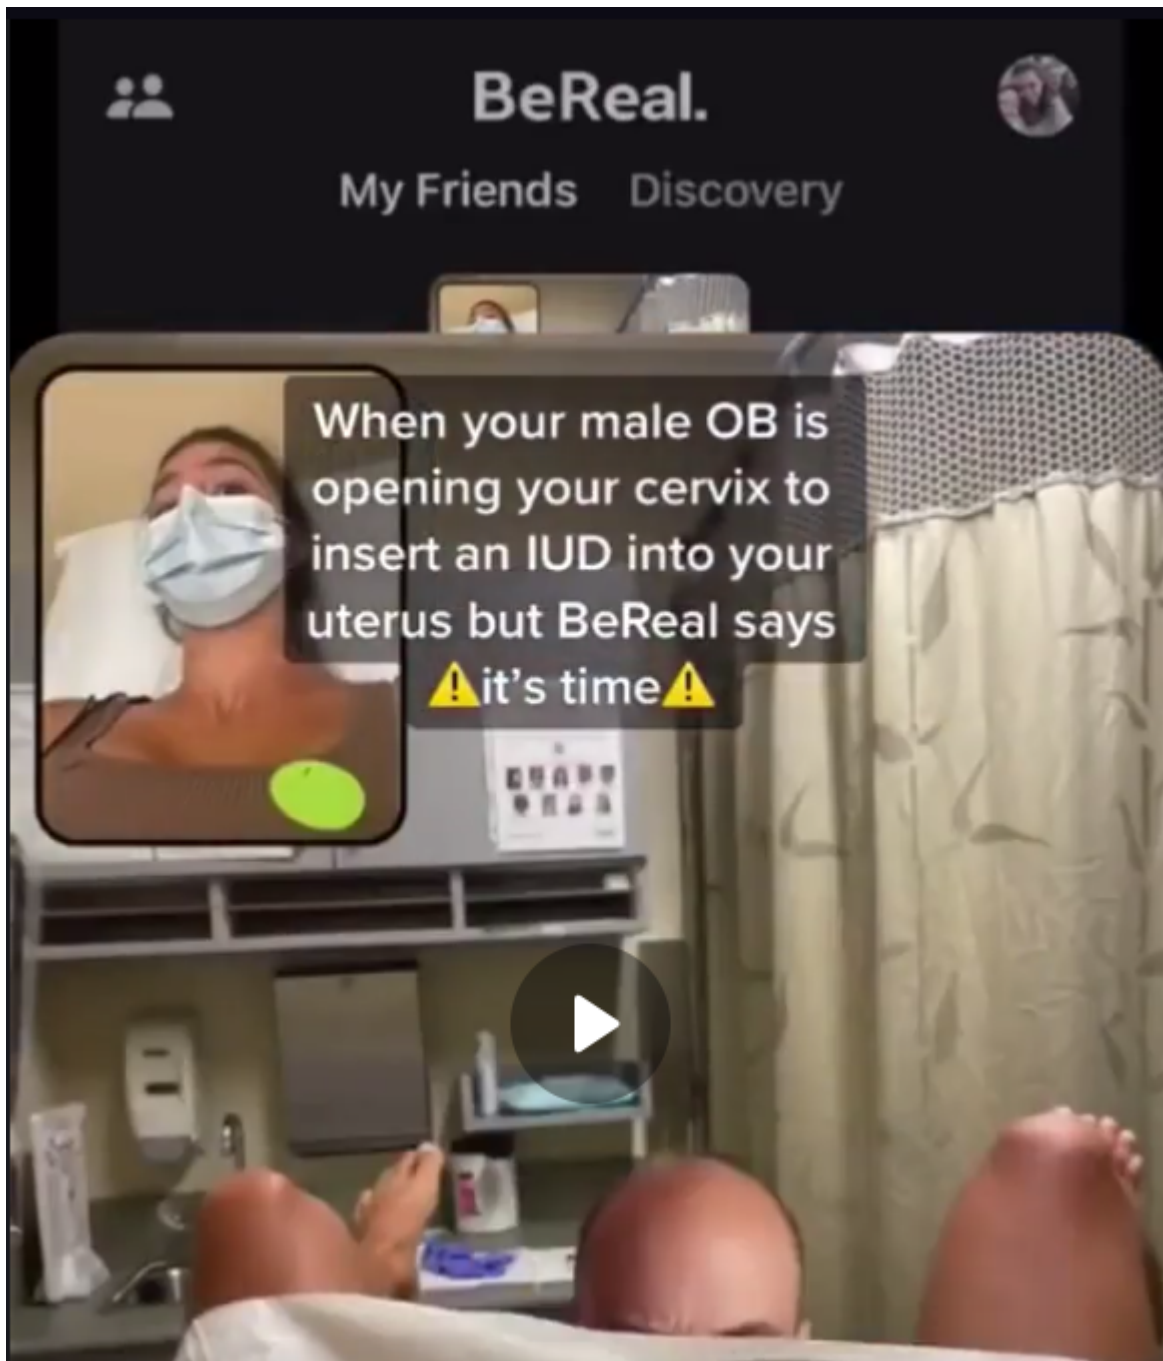 BeReal.
My Friends Discovery
When your male OB is
opening your cervix to
insert an IUD into your
uterus but BeReal says
⚠️it's time⚠️